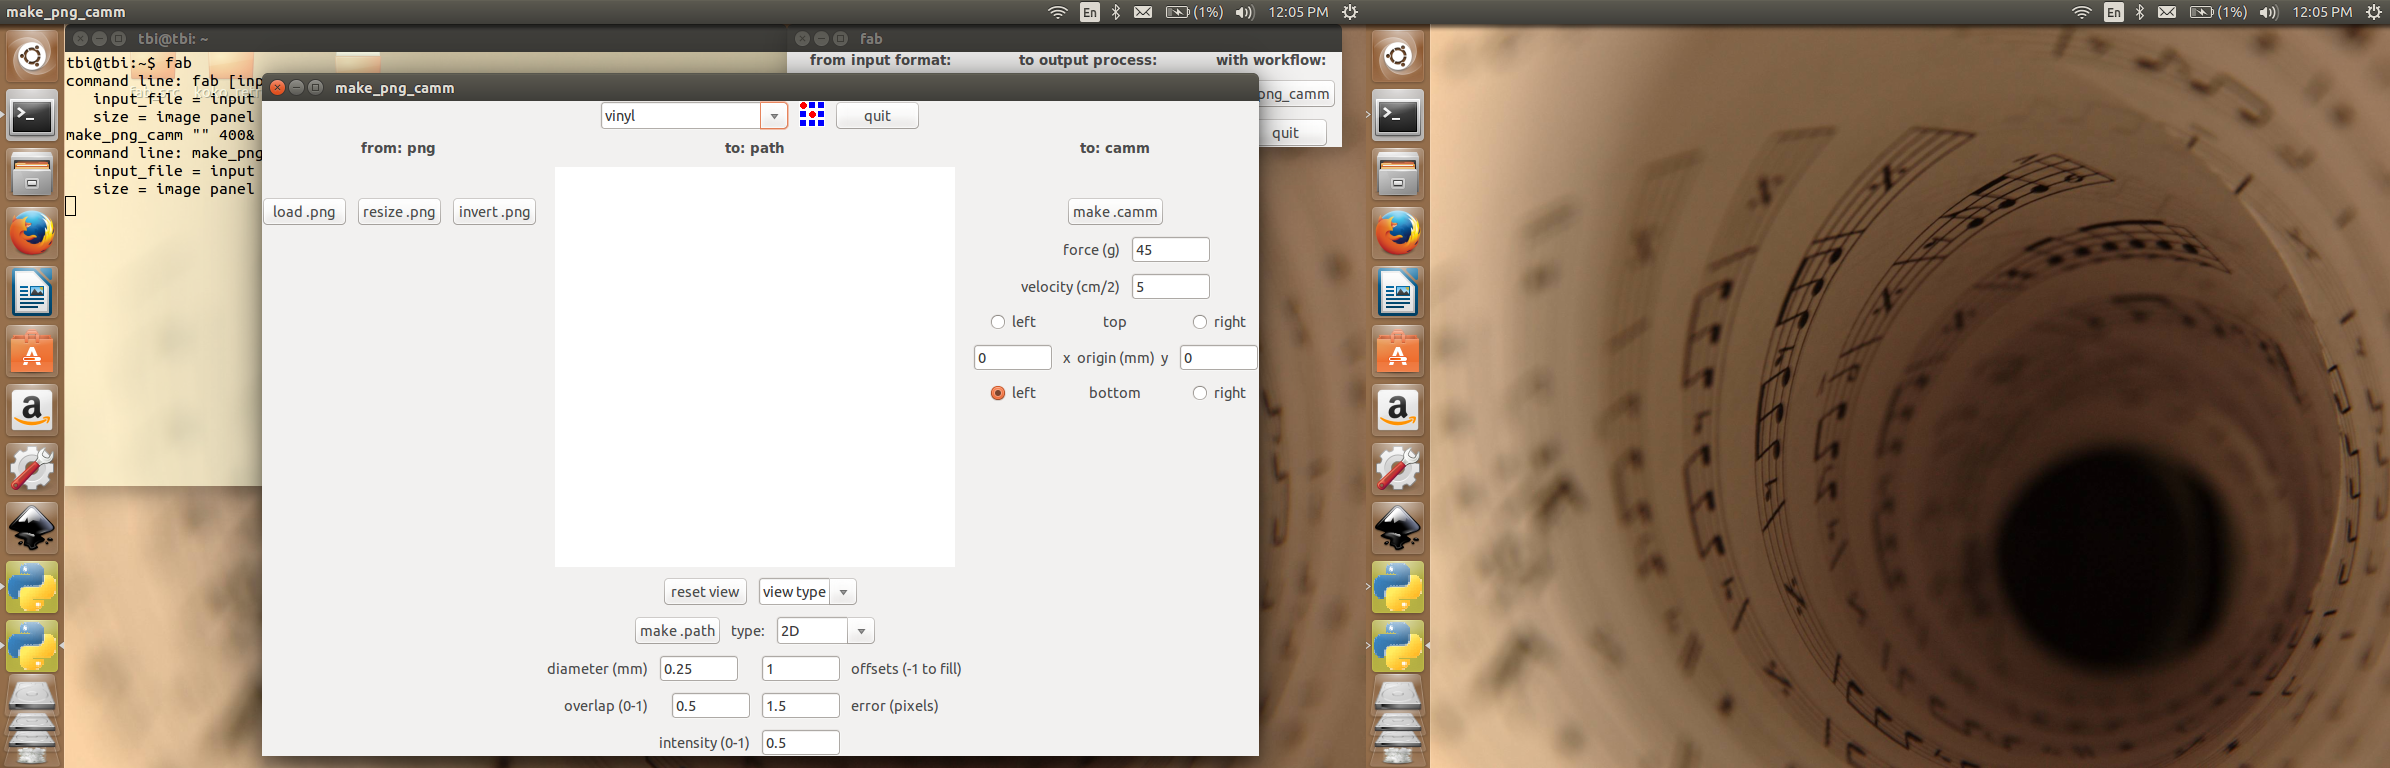 make_png_camm
En
(1%)
12:05 PM
En
(1%)
12:05 PM
tbi@tbi: ~
tbi@tbi:~$ fab
command line: fab [inp
input_file = input
size = image panel
make_png_camm "" 400&
command line: make_png
input_file = input
size = image panel
fab
from input format:
to output process:
with workflow:
png_camm
quit
make_png_camm
vinyl
quit
from: png
to: path
to: camm
load .png
resize .png
invert .png
make .camm
force (g)
45
velocity (cm/2)
5
left
top
right
0
x origin (mm) y
0
left
bottom
right
reset view
view type
make .path
type:
2D
diameter (mm)
0.25
1
offsets (-1 to fill)
overlap (0-1)
0.5
1.5
error (pixels)
intensity (0-1)
0.5